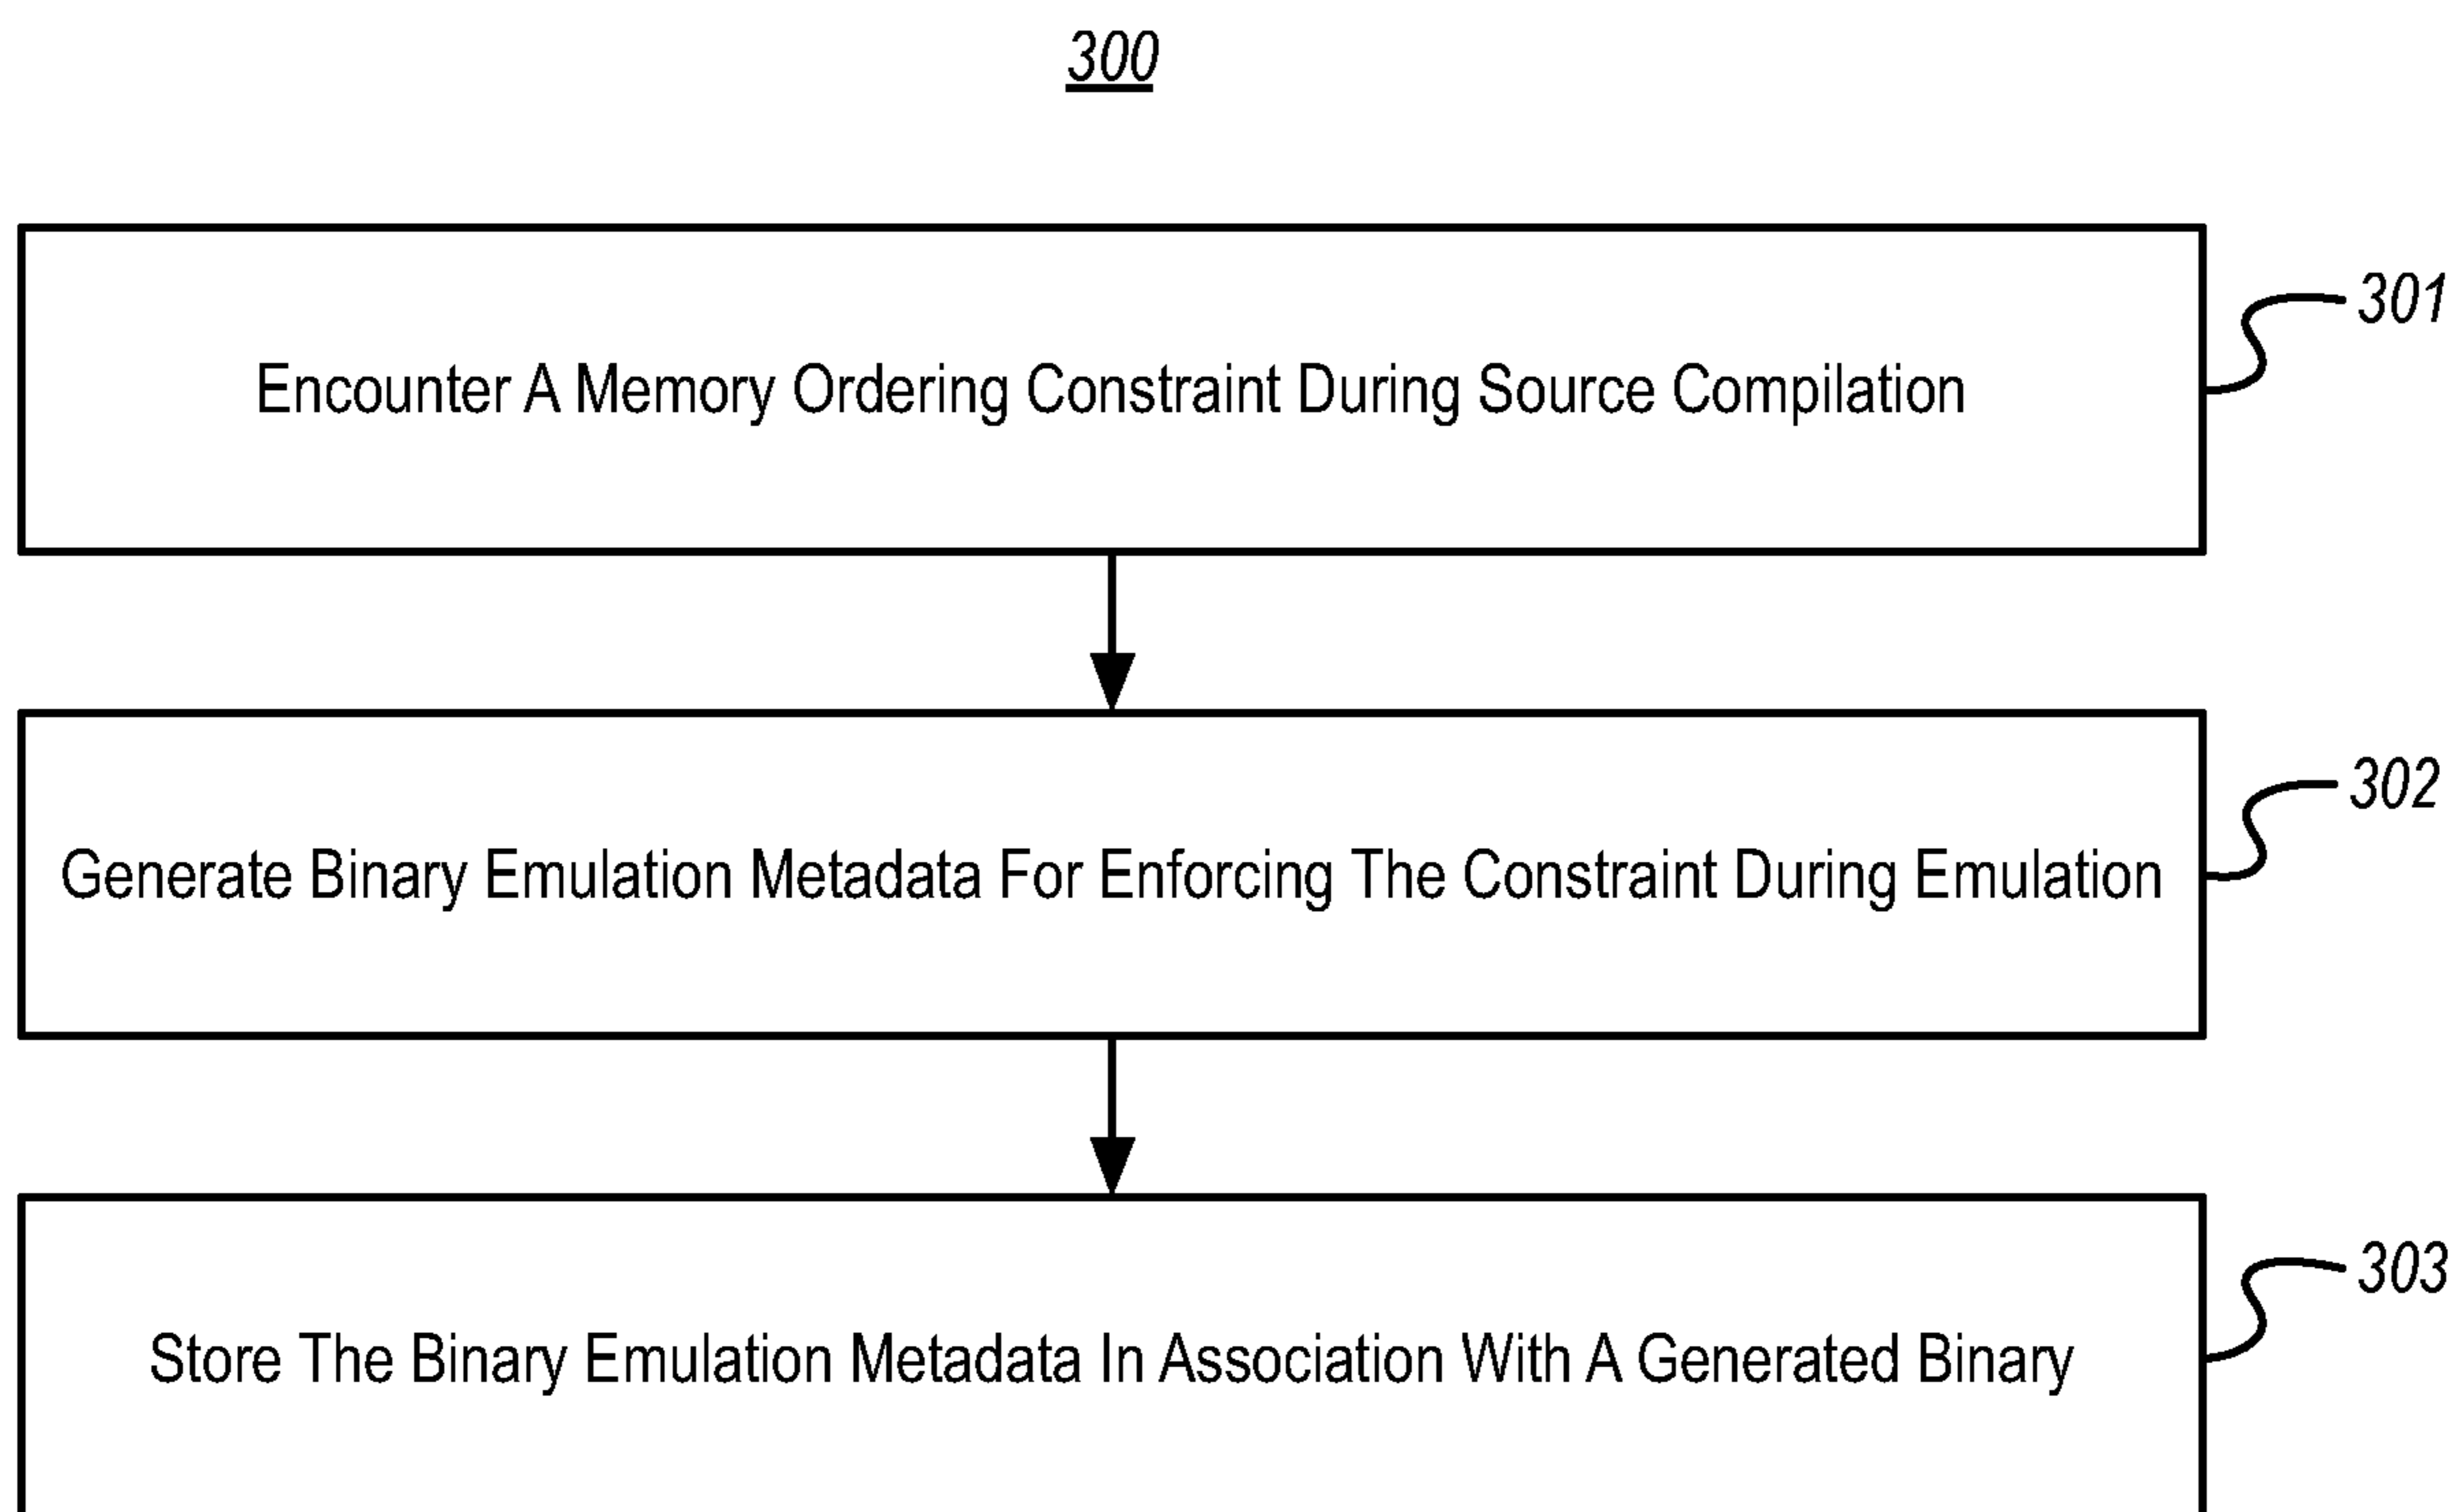 300
Encounter A Memory Ordering Constraint During Source Compilation
301
Generate Binary Emulation Metadata For Enforcing The Constraint During Emulation
302
Store The Binary Emulation Metadata In Association With A Generated Binary
303